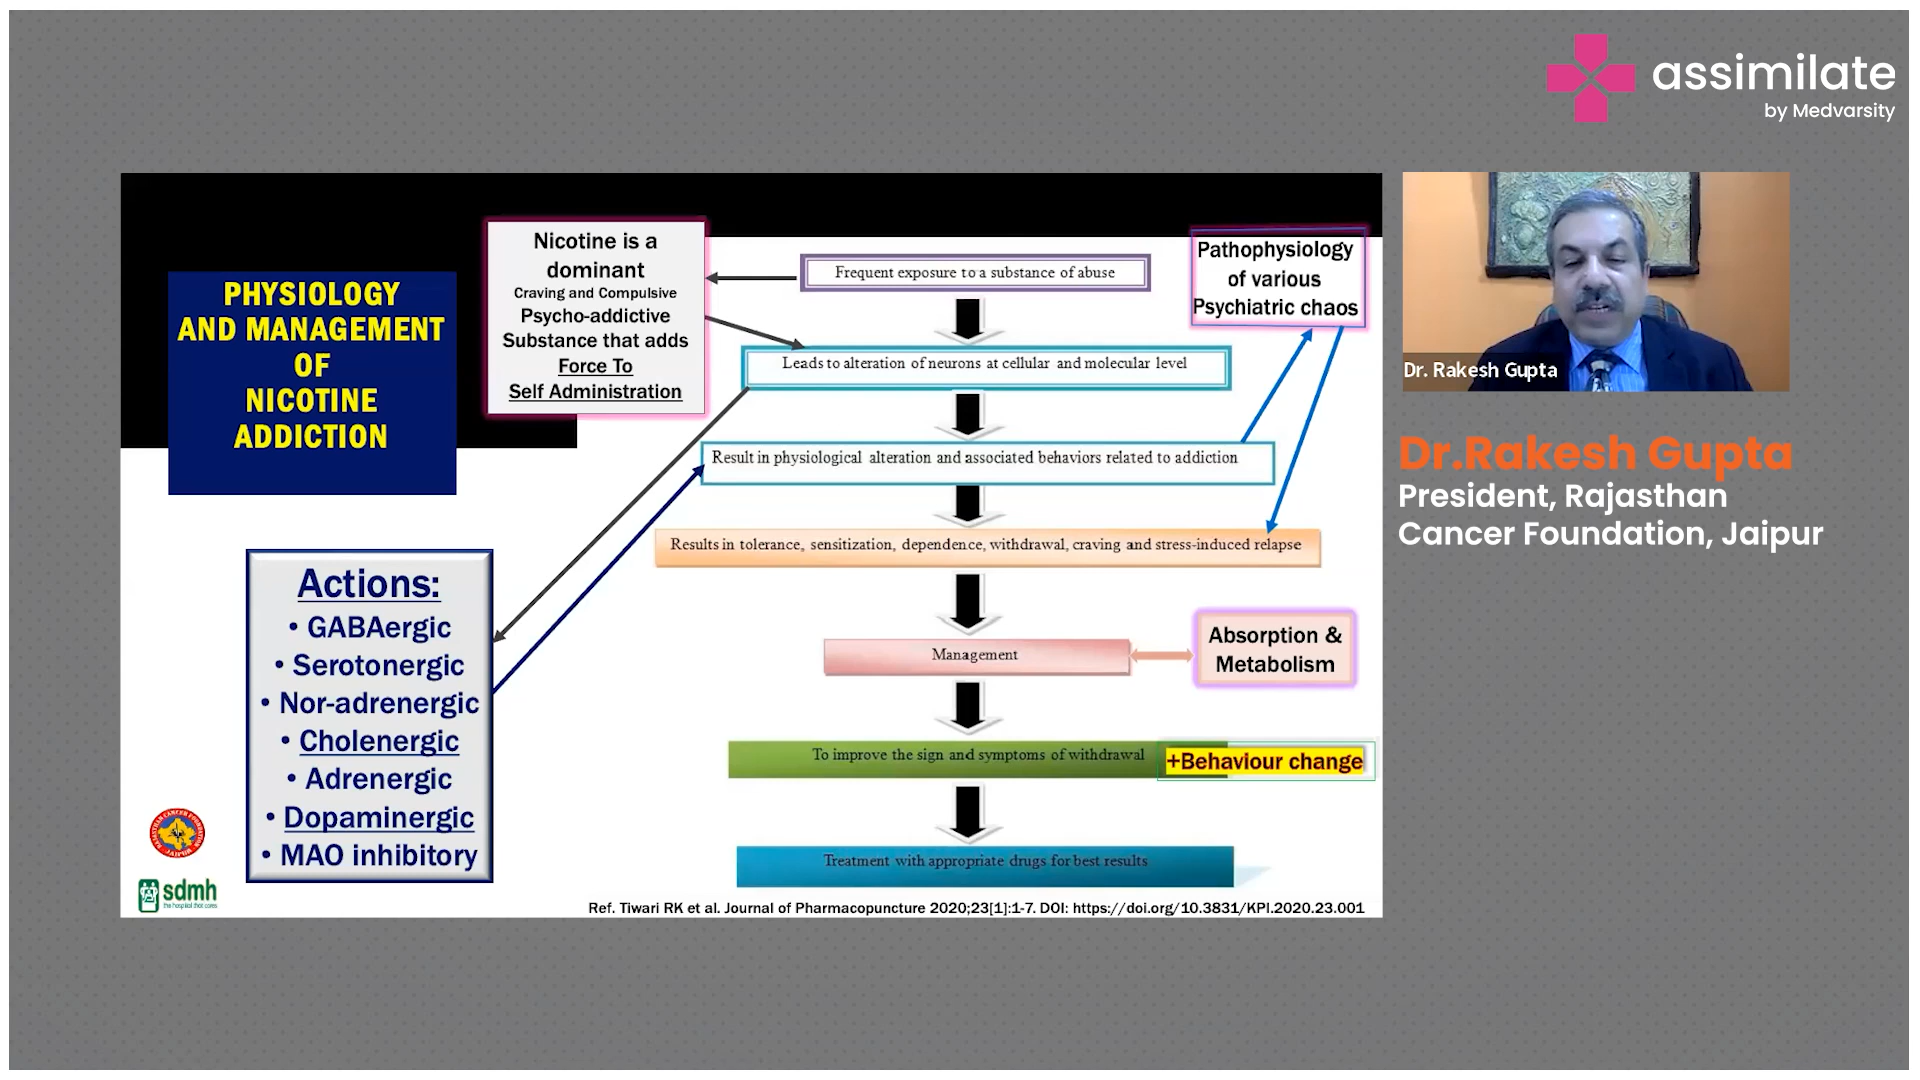 assimilate
by Medvarsity
PHYSIOLOGY
AND MANAGEMENT
OF
NICOTINE
ADDICTION
Nicotine is a
dominant
Craving and Compulsive
Psycho-addictive
Substance that adds
Force To
Self Administration
Frequent exposure to a substance of abuse
Pathophysiology
of various
Psychiatric chaos
Leads to alteration of neurons at cellular and molecular level
Result in physiological alteration and associated behaviors related to addiction
Results in tolerance, sensitization, dependence, withdrawal, craving and stress-induced relapse
Management
Absorption &
Metabolism
To improve the sign and symptoms of withdrawal
+Behaviour change
Treatment with appropriate drugs for best results
Actions:
• GABAergic
• Serotonergic
• Nor-adrenergic
• Cholenergic
• Adrenergic
• Dopaminergic
• MAO inhibitory
RAJASTHAN CANCER FOUNDATION
JAIPUR
sdmh
the hospital that cares
Ref. Tiwari RK et al. Journal of Pharmacopuncture 2020;23[1]:1-7. DOI: https://doi.org/10.3831/KPI.2020.23.001
Dr. Rakesh Gupta
Dr.Rakesh Gupta
President, Rajasthan
Cancer Foundation, Jaipur